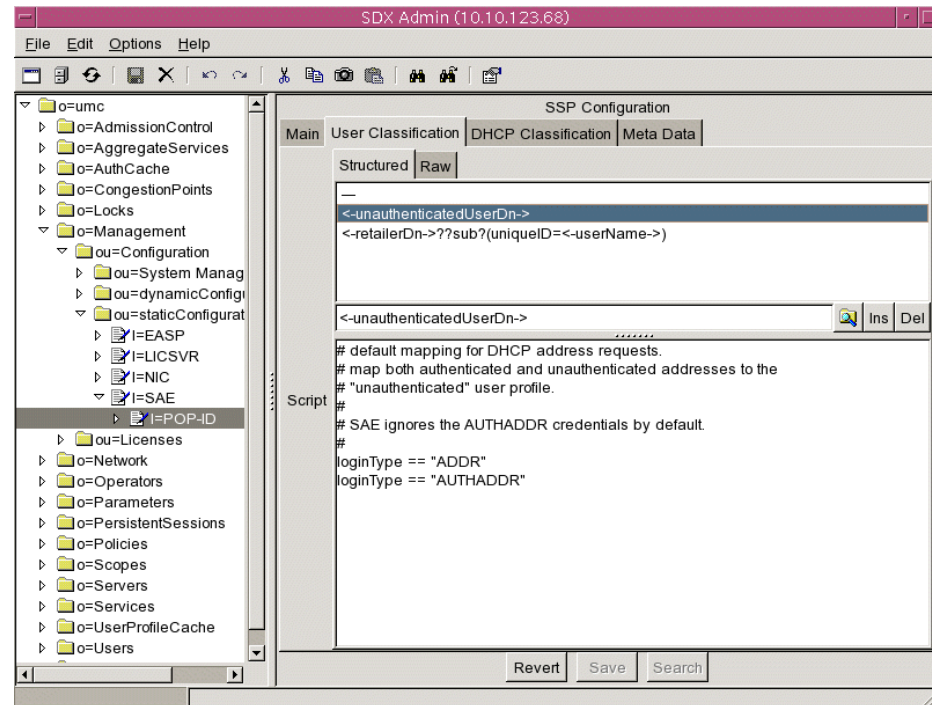 SDX Admin (10.10.123.68)
File Edit Options Help
o=umc
o=AdmissionControl
o=AggregateServices
o=AuthCache
o=CongestionPoints
o=Locks
o=Management
ou=Configuration
ou=System Manag
ou=dynamicConfigu
ou=staticConfigurat
l=EASP
l=LICSVR
l=NIC
l=SAE
l=POP-ID
ou=Licenses
o=Network
o=Operators
o=Parameters
o=PersistentSessions
o=Policies
o=Scopes
o=Servers
o=Services
o=UserProfileCache
o=Users
SSP Configuration
Main User Classification DHCP Classification Meta Data
Structured Raw
—
<-unauthenticatedUserDn->
<-retailerDn->??sub?(uniqueID=<-userName->)
<-unauthenticatedUserDn-> Ins Del
Script
# default mapping for DHCP address requests.
# map both authenticated and unauthenticated addresses to the
# "unauthenticated" user profile.
#
# SAE ignores the AUTHADDR credentials by default.
#
loginType == "ADDR"
loginType == "AUTHADDR"
Revert Save Search